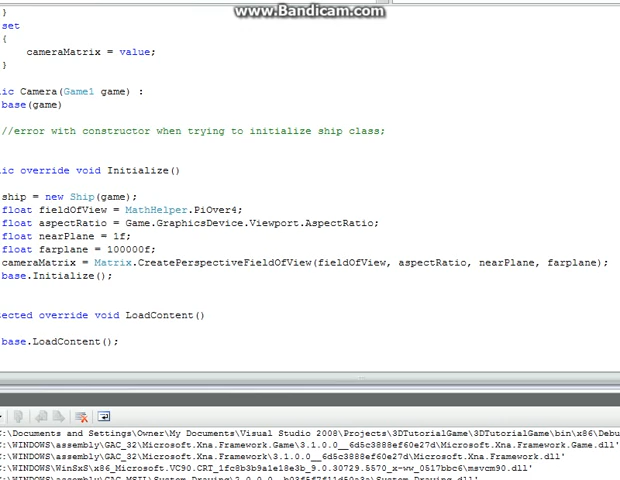 www.Bandicam.com
}
set
{
cameraMatrix = value;
}
ic Camera(Game1 game) :
base(game)
//error with constructor when trying to initialize ship class;
ic override void Initialize()
ship = new Ship(game);
float fieldOfView = MathHelper.PiOver4;
float aspectRatio = Game.GraphicsDevice.Viewport.AspectRatio;
float nearPlane = 1f;
float farplane = 100000f;
cameraMatrix = Matrix.CreatePerspectiveFieldOfView(fieldOfView, aspectRatio, nearPlane, farplane);
base.Initialize();
ected override void LoadContent()
base.LoadContent();
C:\Documents and Settings\Owner\My Documents\Visual Studio 2008\Projects\3DTutorialGame\3DTutorialGame\bin\x86\Debu
C:\WINDOWS\assembly\GAC_32\Microsoft.Xna.Framework.Game\3.1.0.0__6d5c3888ef60e27d\Microsoft.Xna.Framework.Game.dll'
C:\WINDOWS\assembly\GAC_32\Microsoft.Xna.Framework\3.1.0.0__6d5c3888ef60e27d\Microsoft.Xna.Framework.dll'
C:\WINDOWS\WinSxS\x86_Microsoft.VC90.CRT_1fc8b3b9a1e18e3b_9.0.30729.5570_x-ww_0517bbc6\msvcm90.dll'